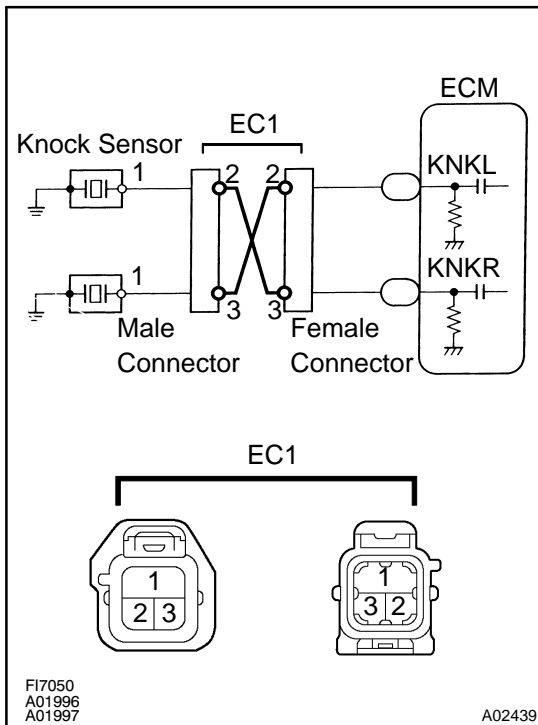 ECM
EC1
Knock Sensor
1
2
2
KNKL
KNKR
1
3
3
Male
Connector
Female
Connector
EC1
1
2 3
1
3 2
FI7050
A01996
A01997
A02439